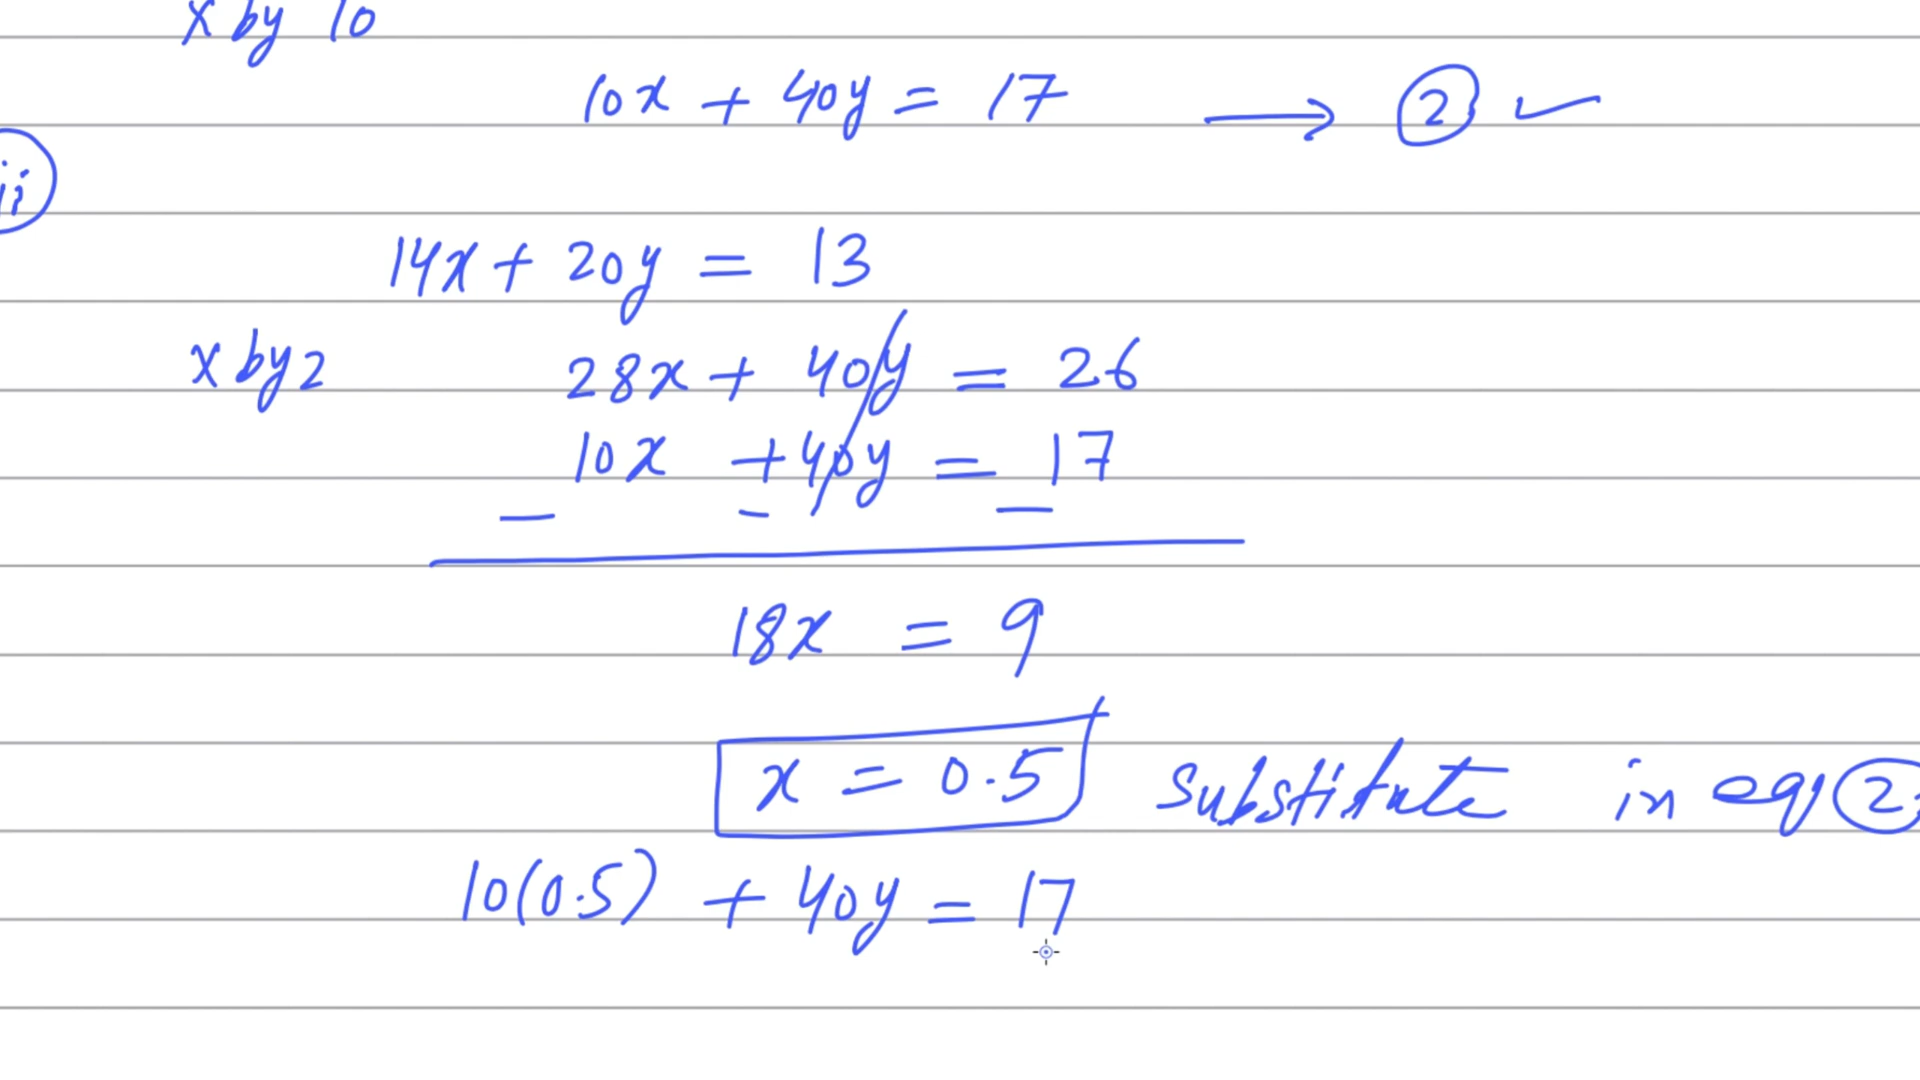 x by 10
10x + 40y = 17 → 2 ✓
ii
14x + 20y = 13
x by 2 28x + 40y = 26
10x + 40y = 17
− − −
18x = 9
x = 0.5 Substitute in eq 2
10(0.5) + 40y = 17